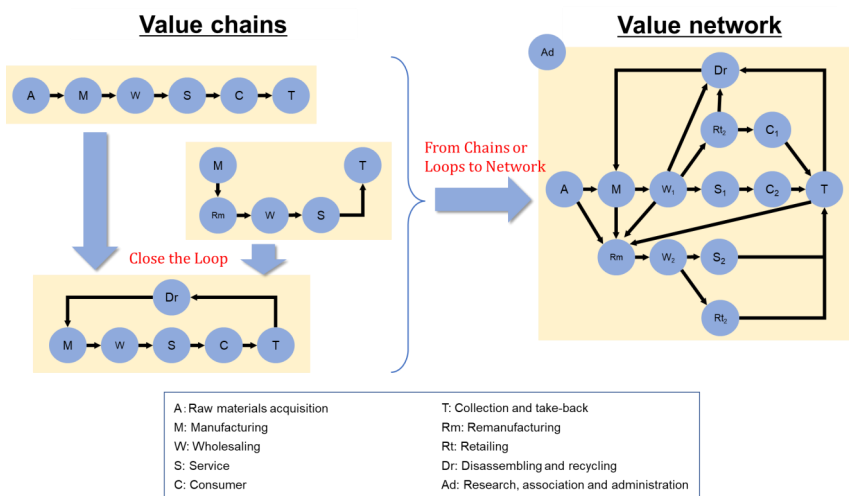 Value chains
Value network
A M W S C T
M T
Rm W S
Close the Loop
Dr
M W S C T
From Chains or
Loops to Network
Ad
Dr
Rt₂ C₁
A M W₁ S₁ C₂ T
Rm W₂ S₂
Rt₂
A: Raw materials acquisition
M: Manufacturing
W: Wholesaling
S: Service
C: Consumer
T: Collection and take-back
Rm: Remanufacturing
Rt: Retailing
Dr: Disassembling and recycling
Ad: Research, association and administration